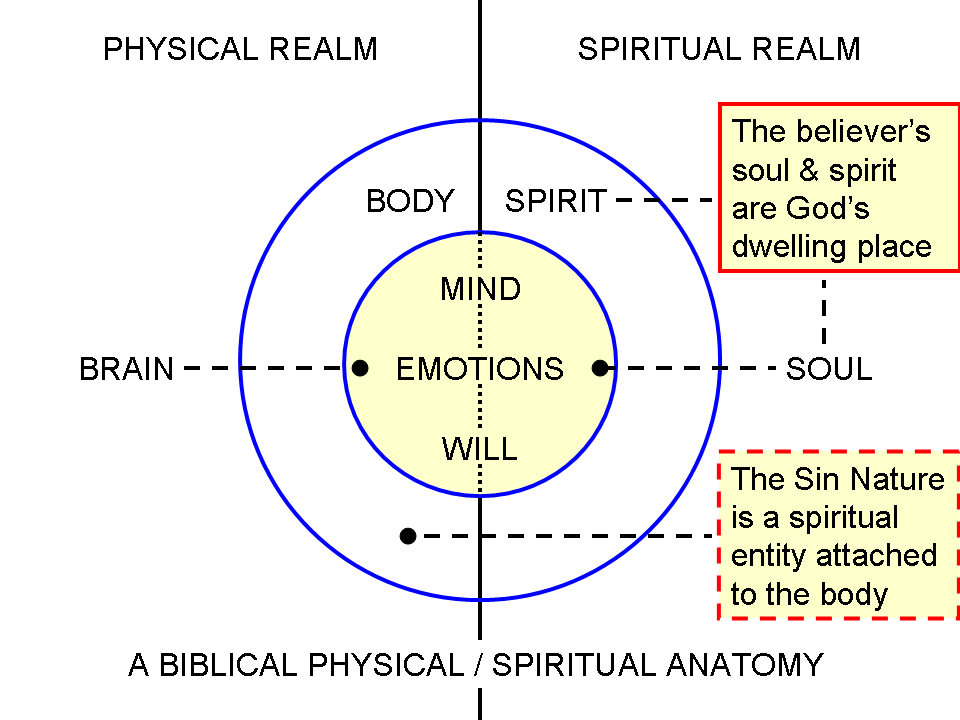 PHYSICAL REALM
SPIRITUAL REALM
The believer's
soul & spirit
are God's
dwelling place
BODY
SPIRIT
MIND
BRAIN
EMOTIONS
SOUL
WILL
The Sin Nature
is a spiritual
entity attached
to the body
A BIBLICAL PHYSICAL / SPIRITUAL ANATOMY